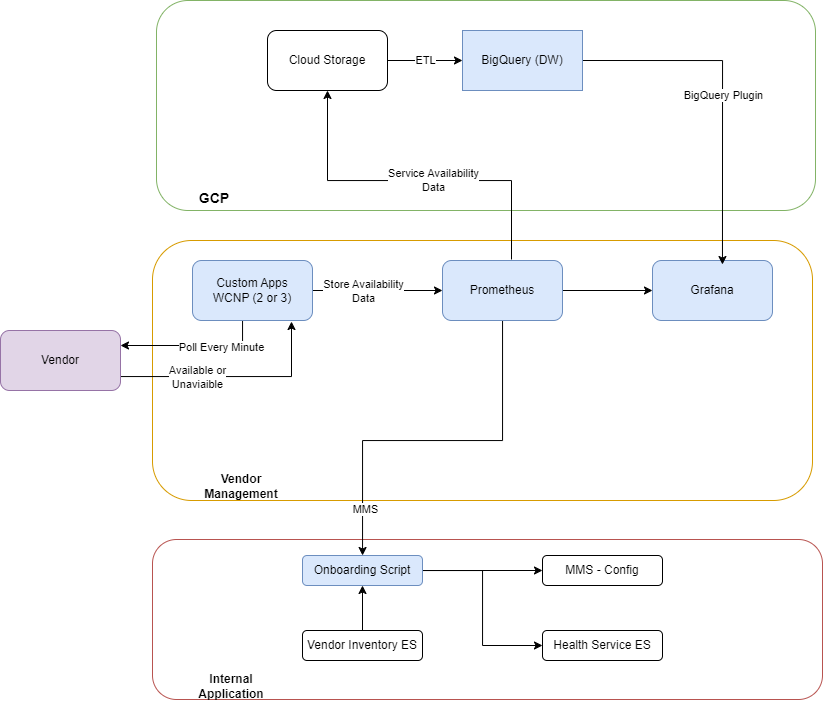 Cloud Storage
ETL
BigQuery (DW)
BigQuery Plugin
Service Availability
Data
GCP
Custom Apps
WCNP (2 or 3)
Store Availability
Data
Prometheus
Grafana
Vendor
Poll Every Minute
Available or
Unaviaible
Vendor
Management
MMS
Onboarding Script
MMS - Config
Vendor Inventory ES
Health Service ES
Internal
Application